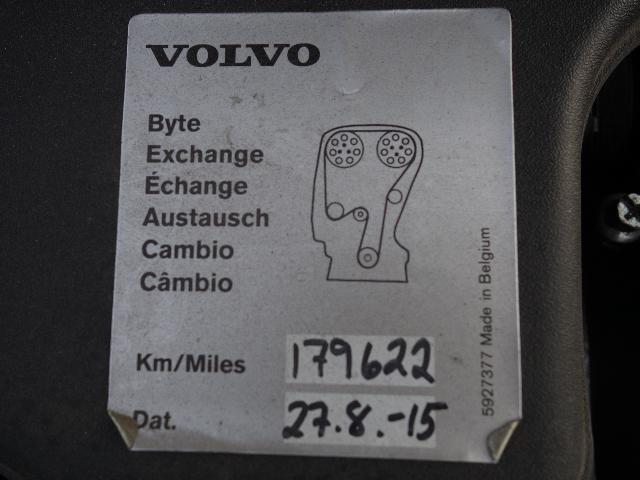 VOLVO
Byte
Exchange
Échange
Austausch
Cambio
Câmbio
Km/Miles 179622
Dat. 27.8.-15
5927377 Made in Belgium